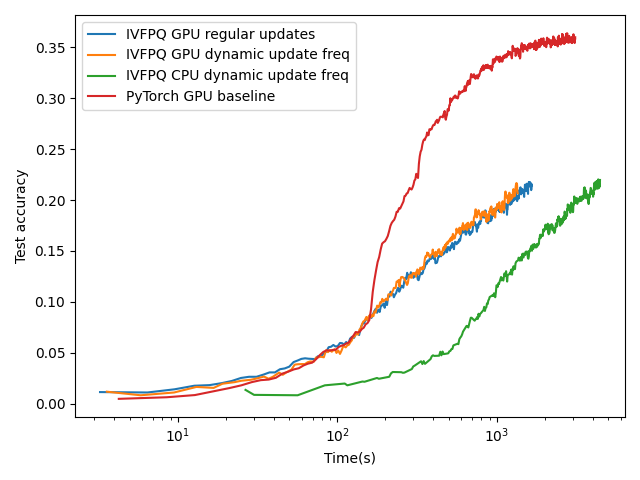 IVFPQ GPU regular updates
IVFPQ GPU dynamic update freq
IVFPQ CPU dynamic update freq
PyTorch GPU baseline
0.35
0.30
0.25
0.20
0.15
0.10
0.05
0.00
Test accuracy
10¹ 10² 10³
Time(s)